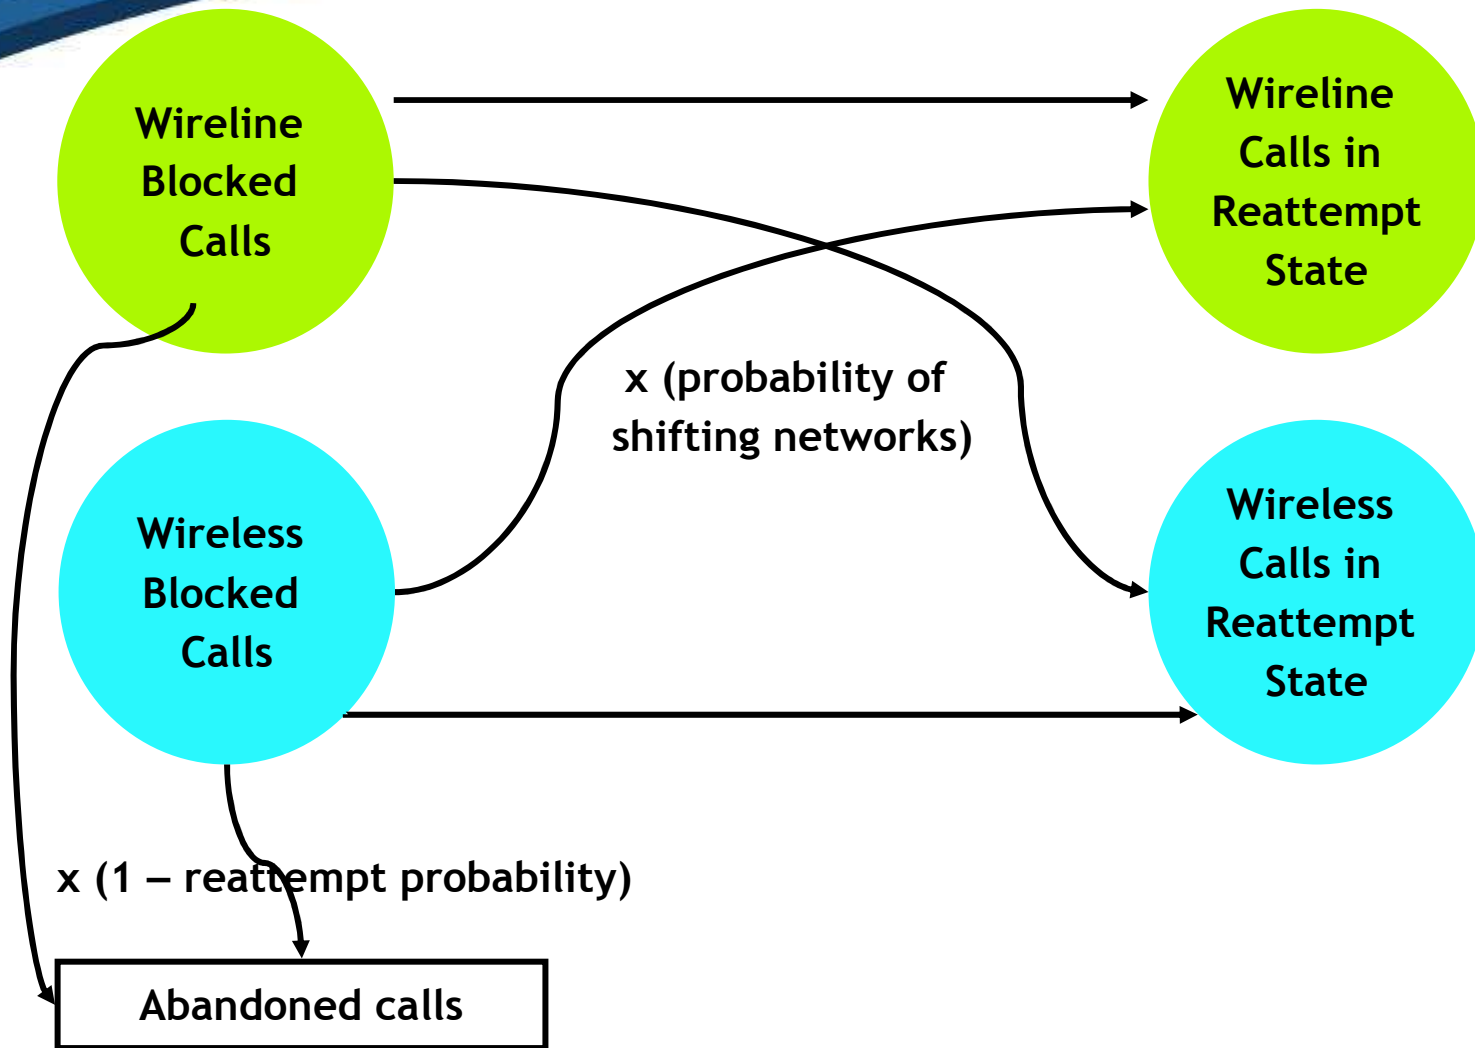 Wireline
Blocked
Calls
Wireline
Calls in
Reattempt
State
x (probability of
shifting networks)
Wireless
Blocked
Calls
Wireless
Calls in
Reattempt
State
x (1 – reattempt probability)
Abandoned calls